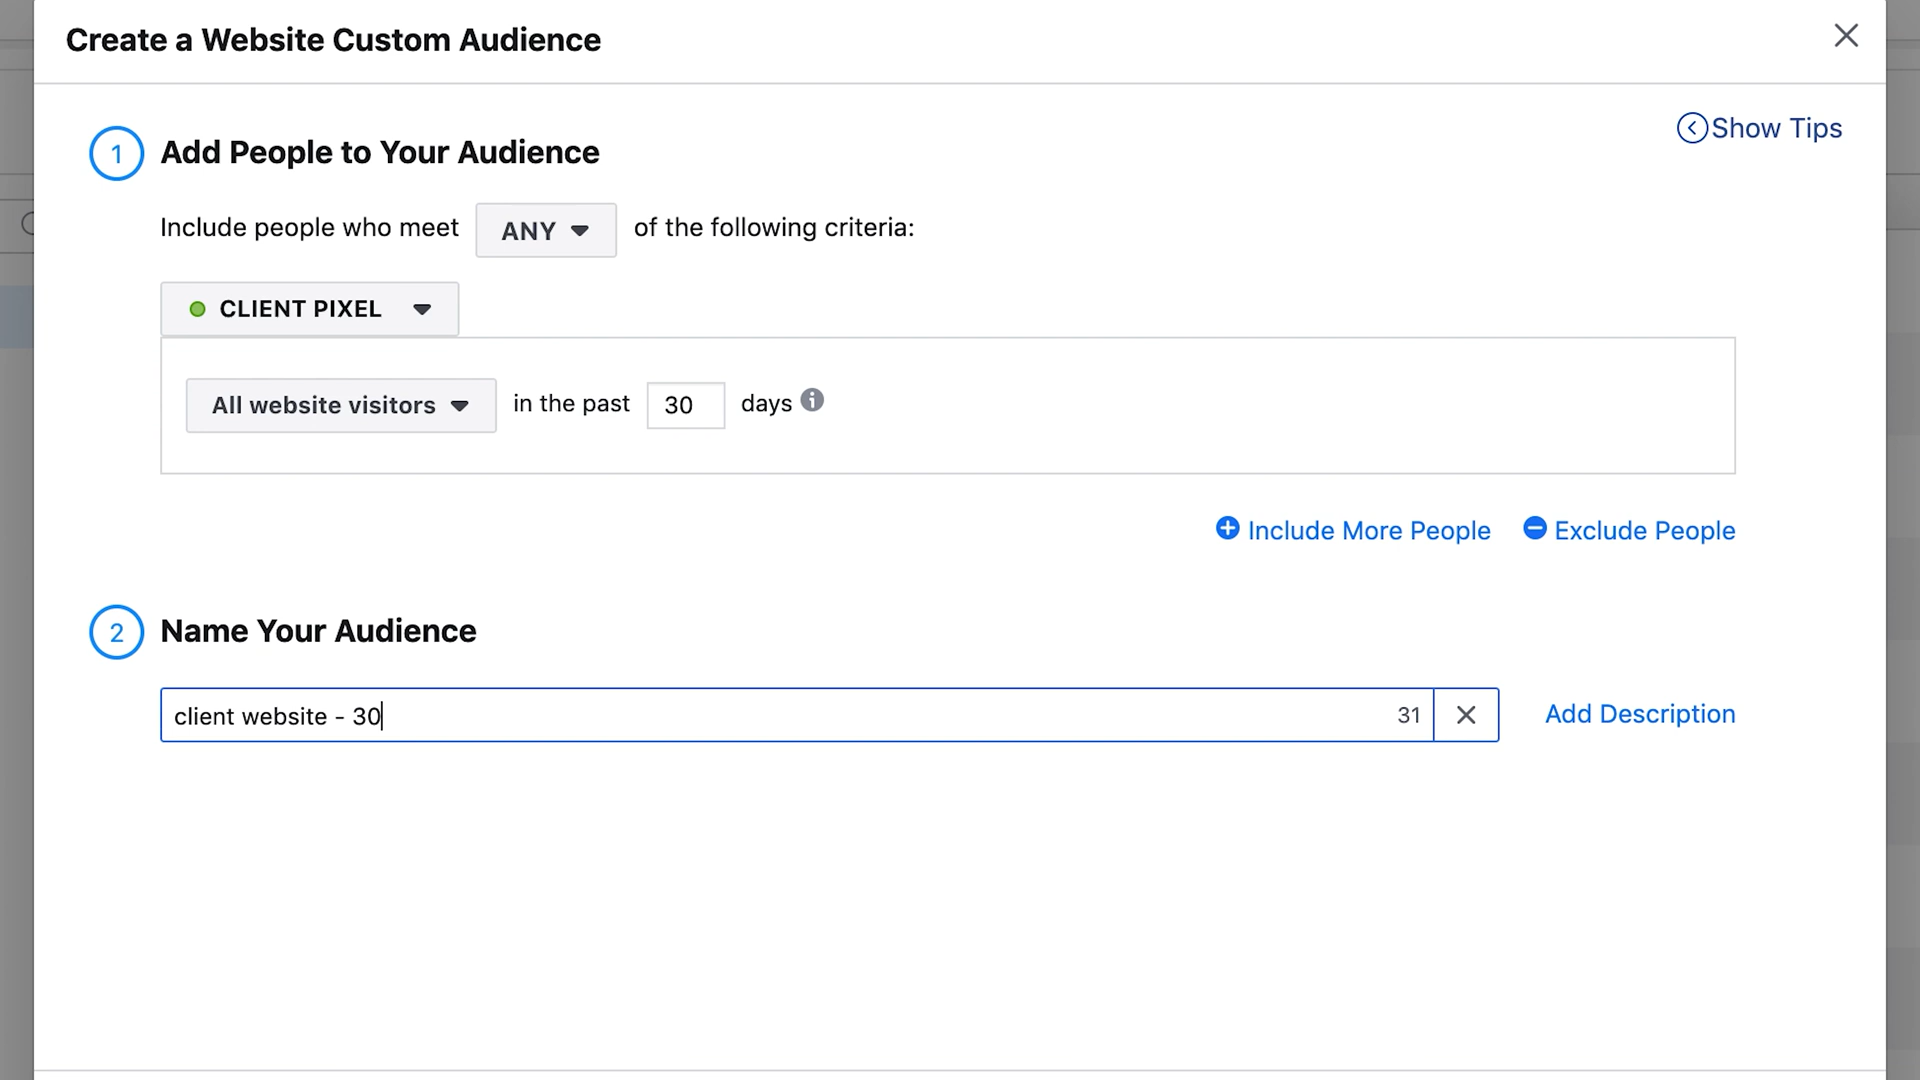 Create a Website Custom Audience
Show Tips
1 Add People to Your Audience
Include people who meet ANY of the following criteria:
CLIENT PIXEL
All website visitors in the past 30 days
Include More People Exclude People
2 Name Your Audience
client website - 30 31 Add Description